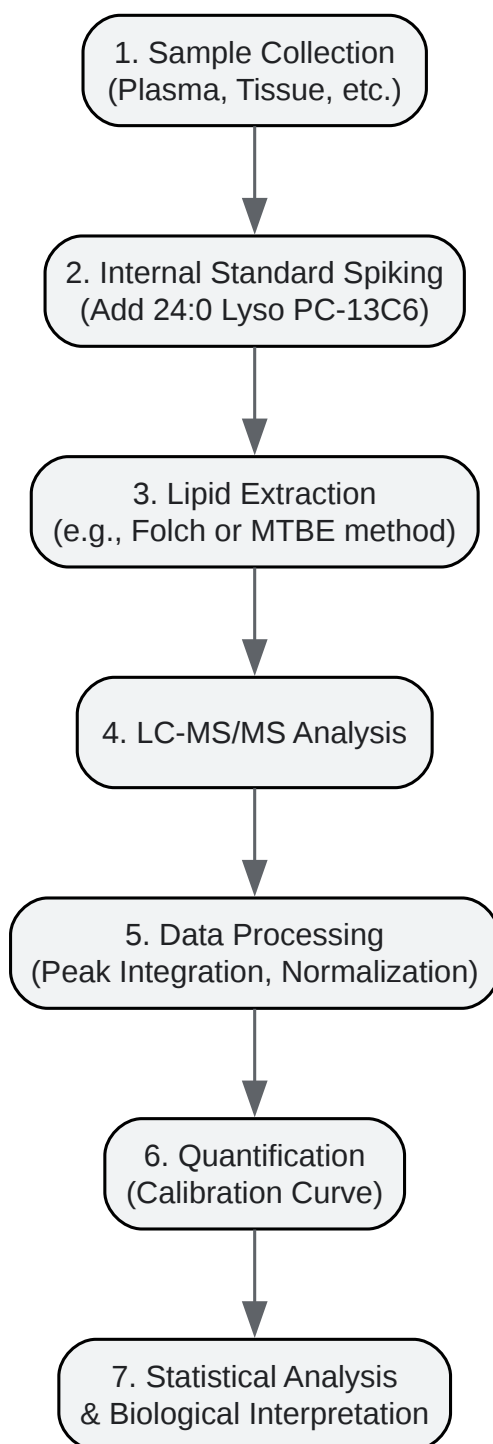 1. Sample Collection
(Plasma, Tissue, etc.)
2. Internal Standard Spiking
(Add 24:0 Lyso PC-13C6)
3. Lipid Extraction
(e.g., Folch or MTBE method)
4. LC-MS/MS Analysis
5. Data Processing
(Peak Integration, Normalization)
6. Quantification
(Calibration Curve)
7. Statistical Analysis
& Biological Interpretation